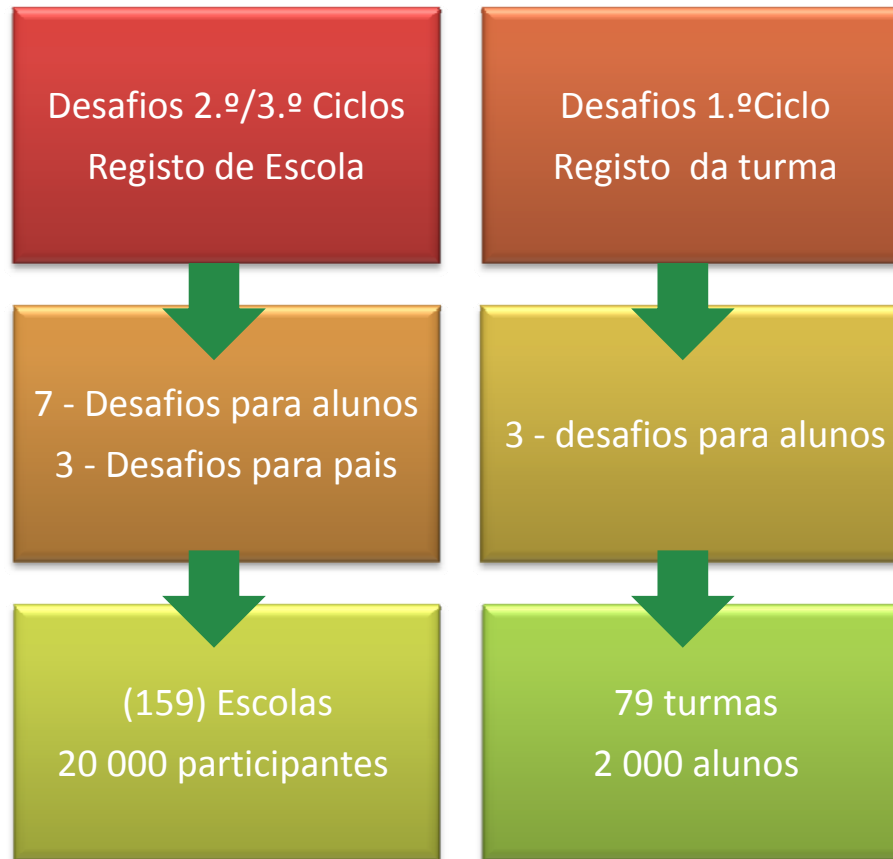 Desafios 2.º/3.º Ciclos
Registo de Escola
7 - Desafios para alunos
3 - Desafios para pais
(159) Escolas
20 000 participantes
Desafios 1.ºCiclo
Registo da turma
3 - desafios para alunos
79 turmas
2 000 alunos